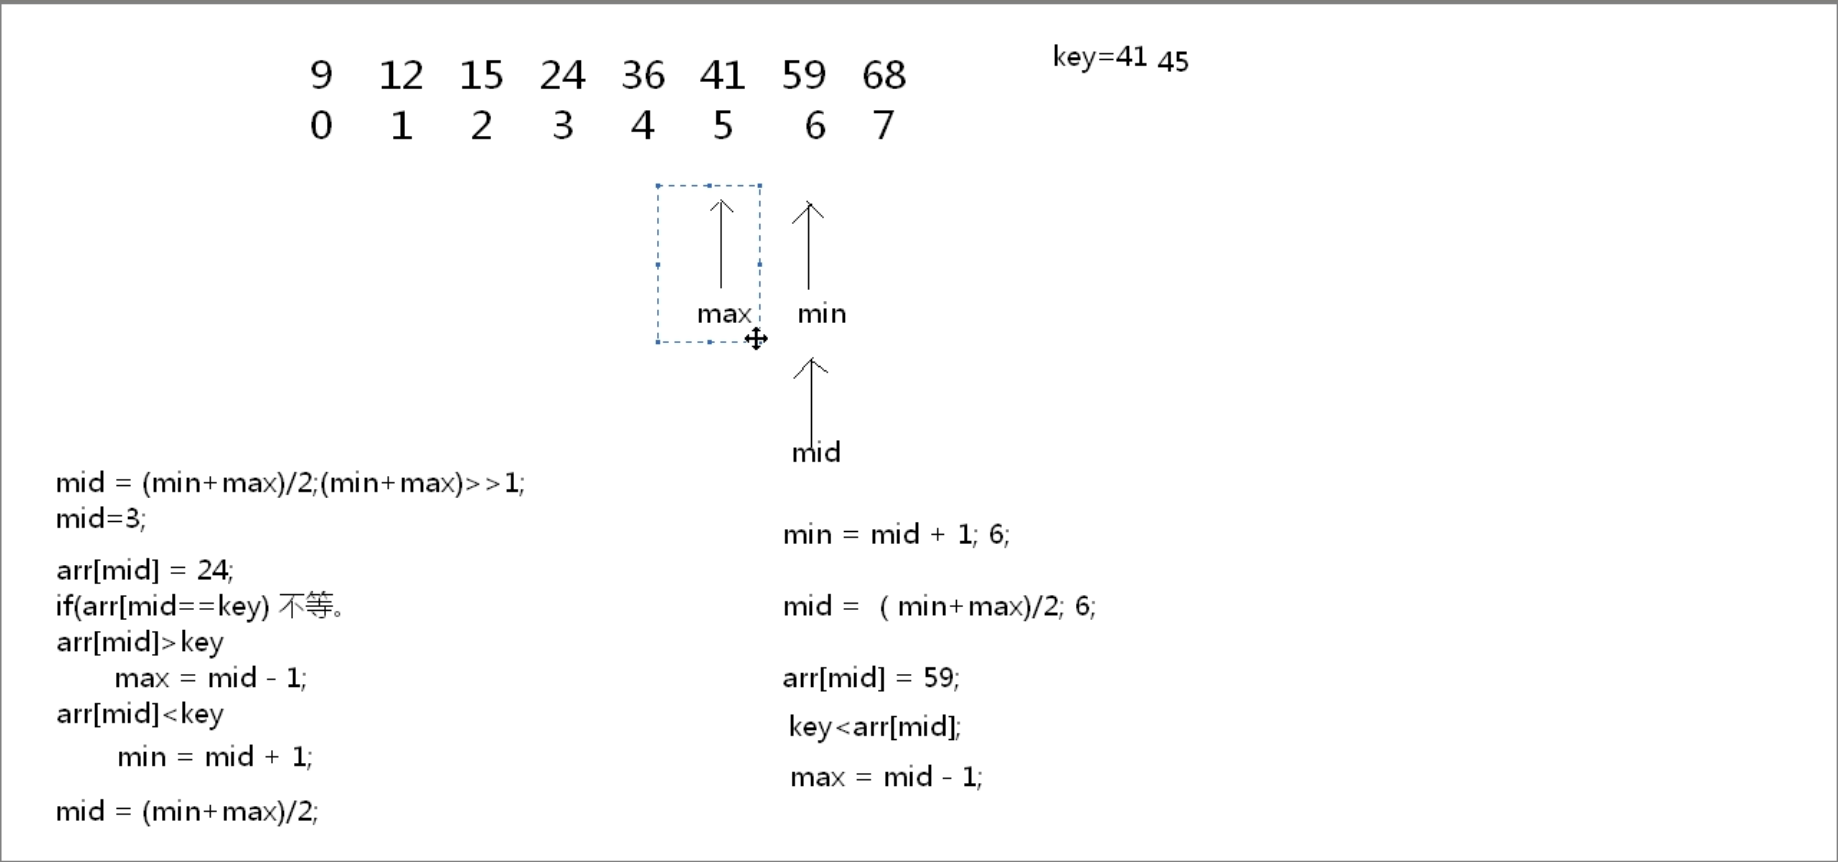 key=41 45
9 12 15 24 36 41 59 68
0 1 2 3 4 5 6 7
max min
mid
mid = (min+max)/2;(min+max)>>1;
mid=3;
arr[mid] = 24;
if(arr[mid==key) 不等。
arr[mid]>key
max = mid - 1;
arr[mid]<key
min = mid + 1;
mid = (min+max)/2;
min = mid + 1; 6;
mid = ( min+max)/2; 6;
arr[mid] = 59;
key<arr[mid];
max = mid - 1;